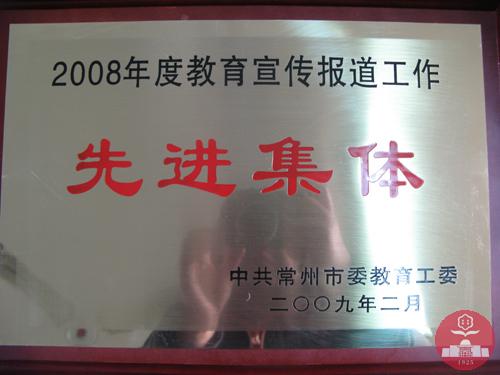 2008年度教育宣传报道工作
先进集体
中共常州市委教育工委
二〇〇九年二月
1925